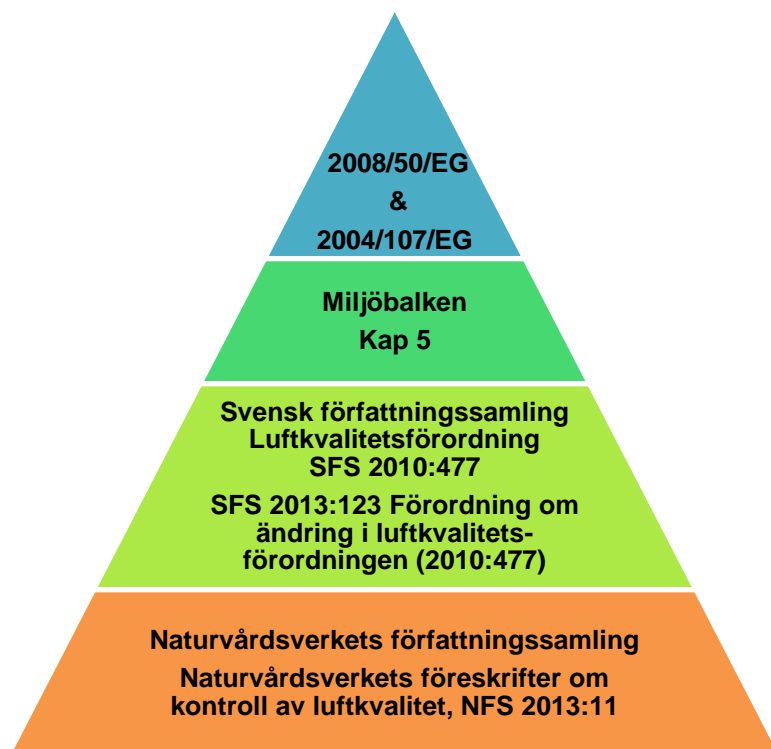 2008/50/EG
&
2004/107/EG
Miljöbalken
Kap 5
Svensk författningssamling
Luftkvalitetsförordning
SFS 2010:477
SFS 2013:123 Förordning om
ändring i luftkvalitets-
förordningen (2010:477)
Naturvårdsverkets författningssamling
Naturvårdsverkets föreskrifter om
kontroll av luftkvalitet, NFS 2013:11